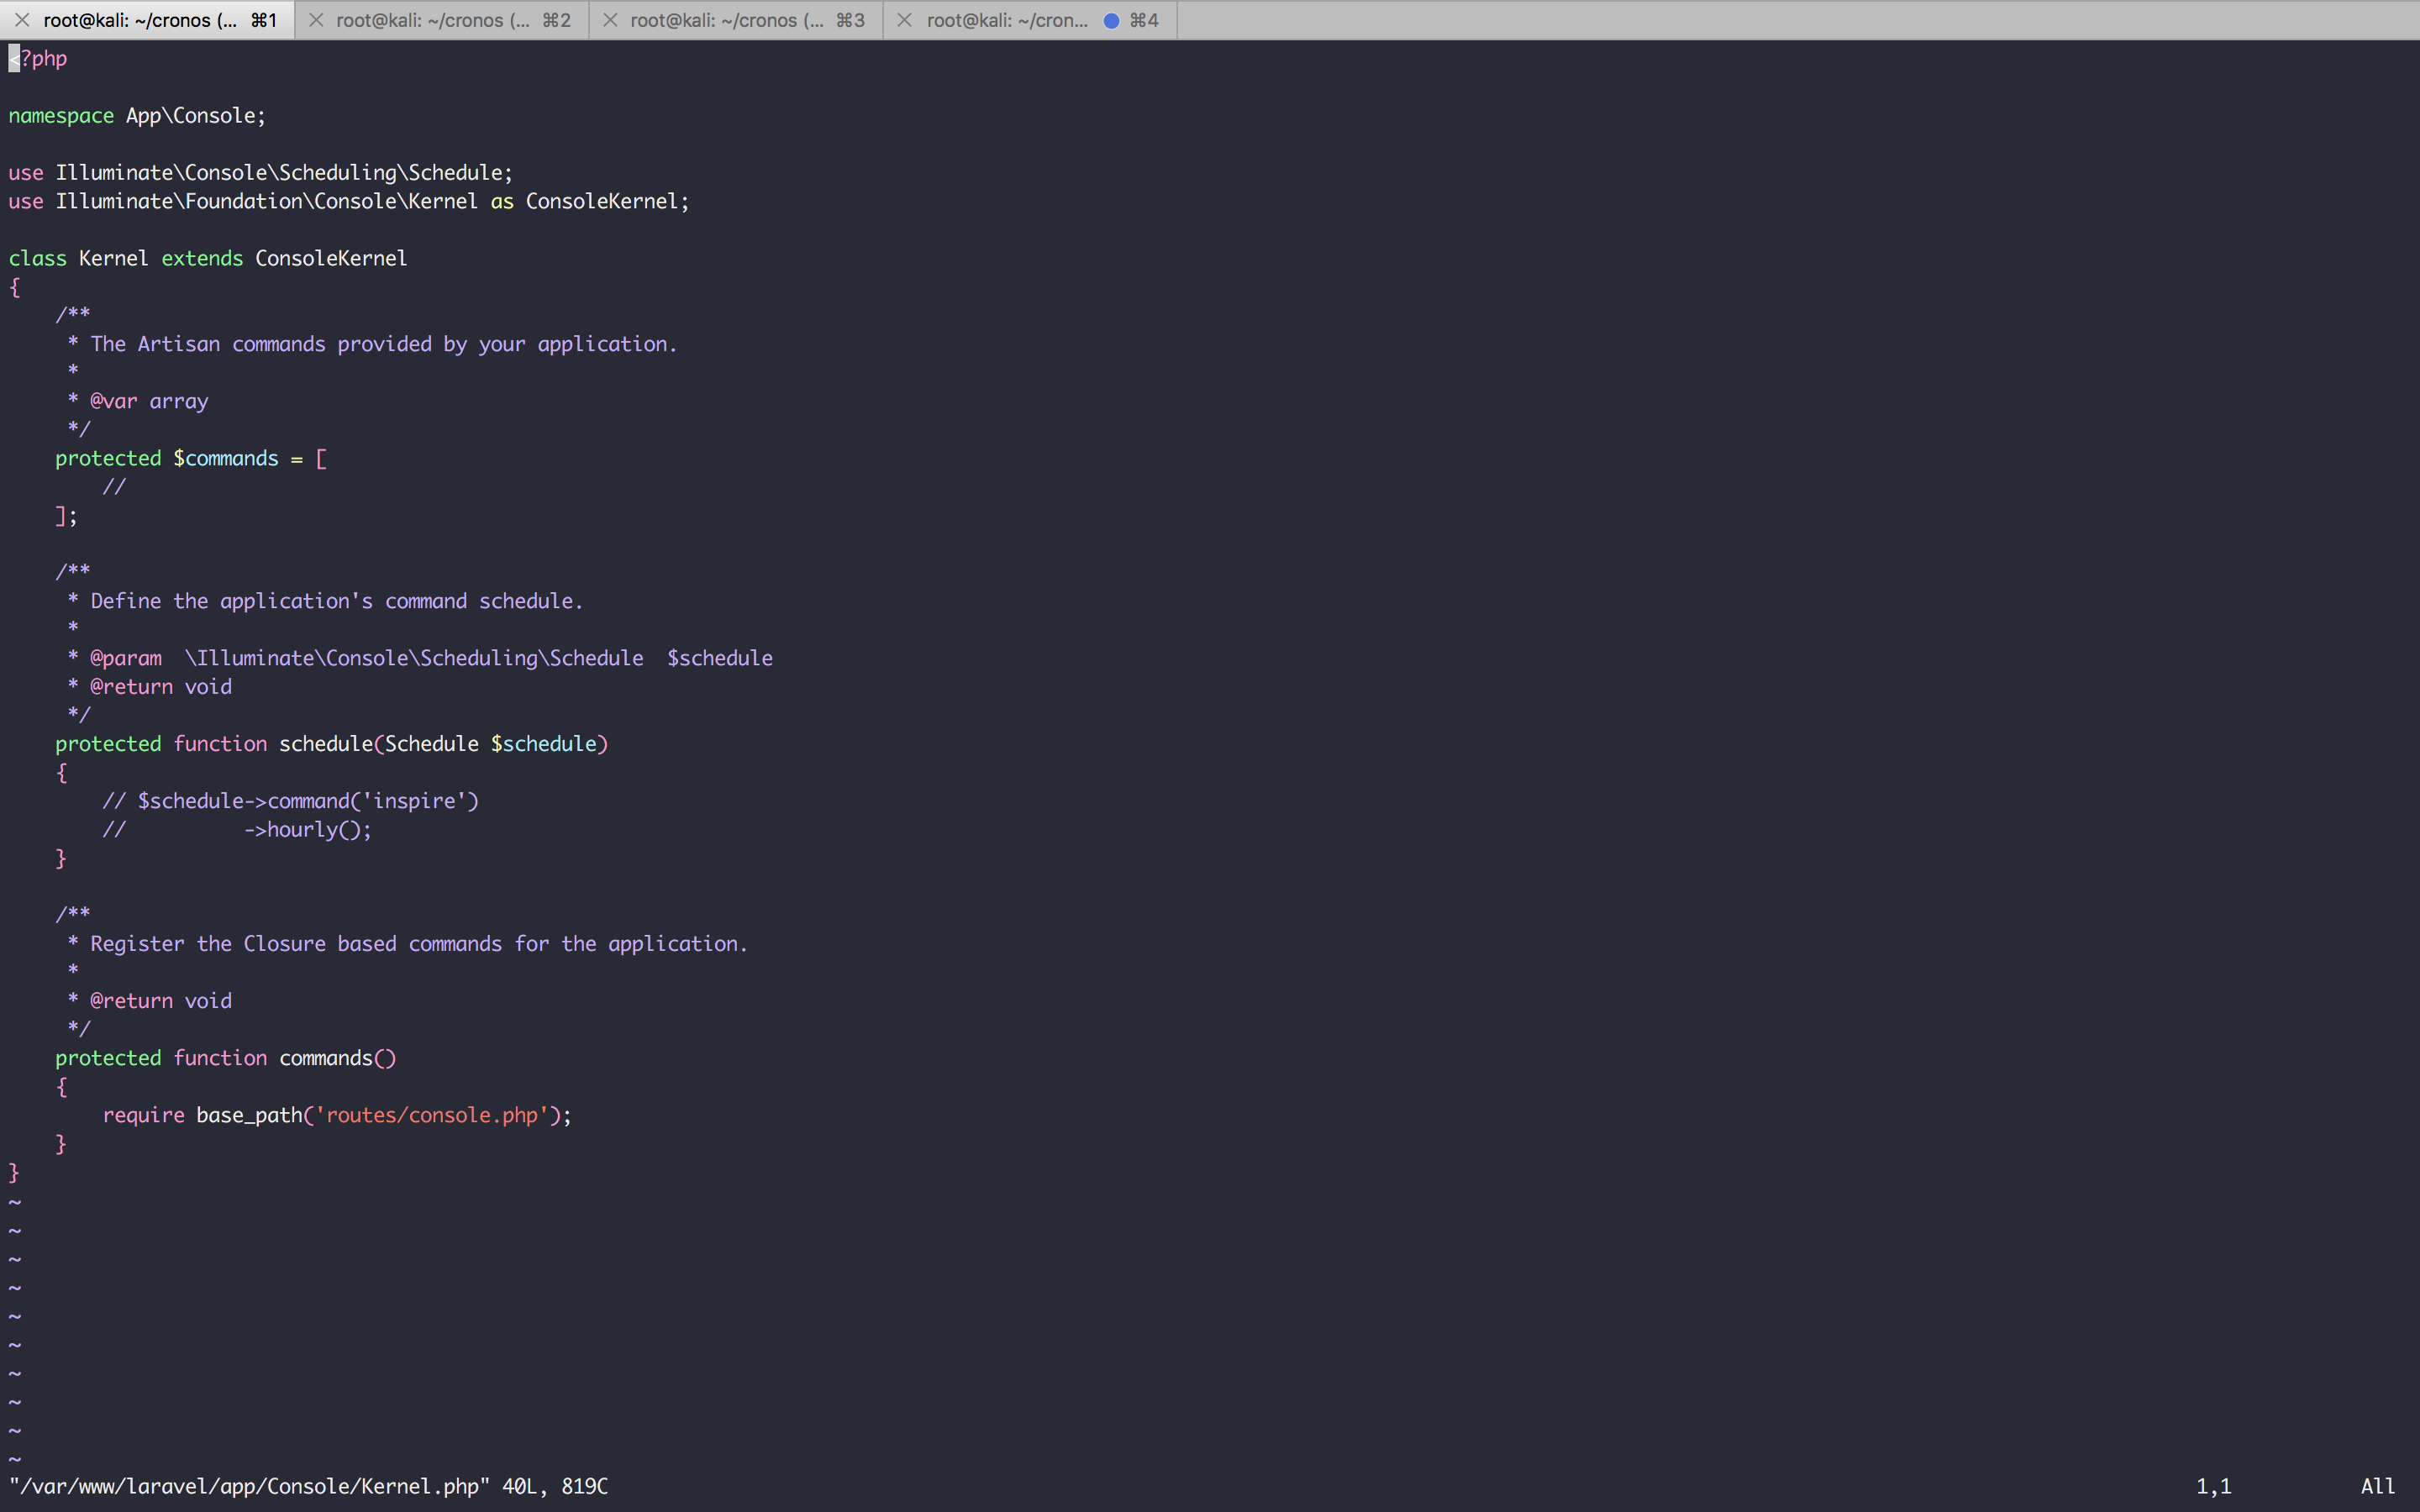 root@kali: ~/cronos (... ⌘1 root@kali: ~/cronos (... ⌘2 root@kali: ~/cronos (... ⌘3 root@kali: ~/cron... ⌘4
<?php

namespace App\Console;

use Illuminate\Console\Scheduling\Schedule;
use Illuminate\Foundation\Console\Kernel as ConsoleKernel;

class Kernel extends ConsoleKernel
{
    /**
     * The Artisan commands provided by your application.
     *
     * @var array
     */
    protected $commands = [
        //
    ];

    /**
     * Define the application's command schedule.
     *
     * @param  \Illuminate\Console\Scheduling\Schedule  $schedule
     * @return void
     */
    protected function schedule(Schedule $schedule)
    {
        // $schedule->command('inspire')
        //          ->hourly();
    }

    /**
     * Register the Closure based commands for the application.
     *
     * @return void
     */
    protected function commands()
    {
        require base_path('routes/console.php');
    }
}
~
~
~
~
~
~
~
~
~
~
"/var/www/laravel/app/Console/Kernel.php" 40L, 819C 1,1 All